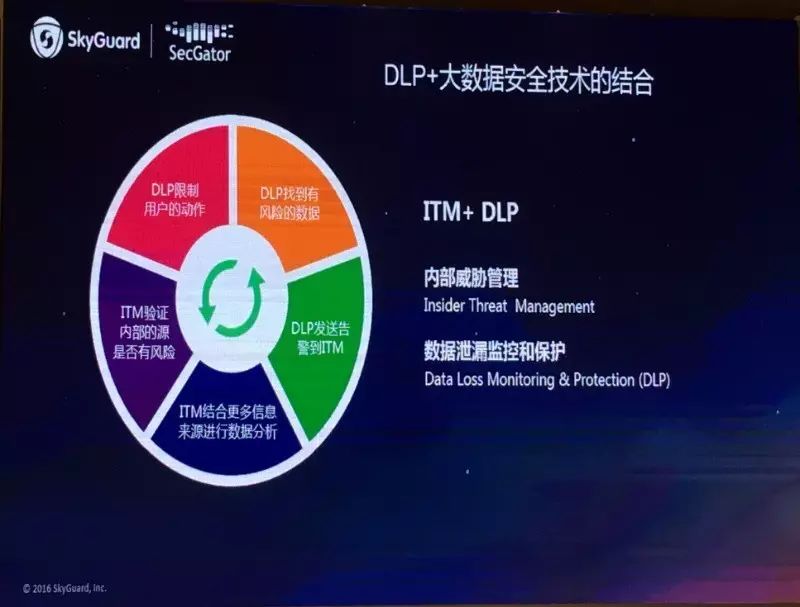 SkyGuard
SecGator
DLP+大数据安全技术的结合
DLP限制
用户的动作
DLP找到有
风险的数据
ITM验证
内部的源
是否有风险
DLP发送告
警到ITM
ITM结合更多信息
来源进行数据分析
ITM+ DLP
内部威胁管理
Insider Threat Management
数据泄漏监控和保护
Data Loss Monitoring & Protection (DLP)
© 2016 SkyGuard, Inc.